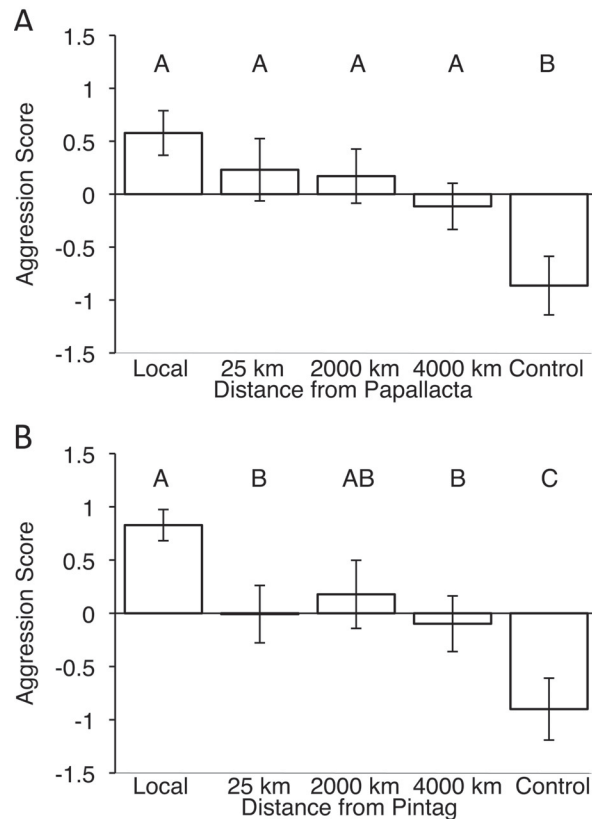 A
1.5
1
0.5
0
-0.5
-1
-1.5
Aggression Score
A A A A B
Local 25 km 2000 km 4000 km Control
Distance from Papallacta
B
1.5
1
0.5
0
-0.5
-1
-1.5
Aggression Score
A B AB B C
Local 25 km 2000 km 4000 km Control
Distance from Pintag